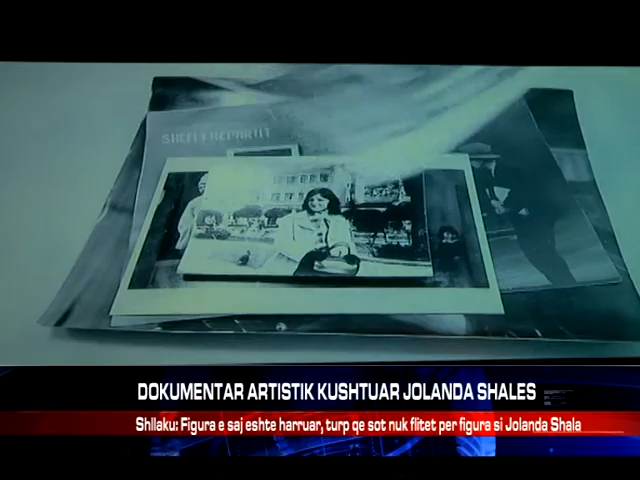 DOKUMENTAR ARTISTIK KUSHTUAR JOLANDA SHALES
Shllaku: Figura e saj eshte harruar, turp qe sot nuk flitet per figura si Jolanda Shala